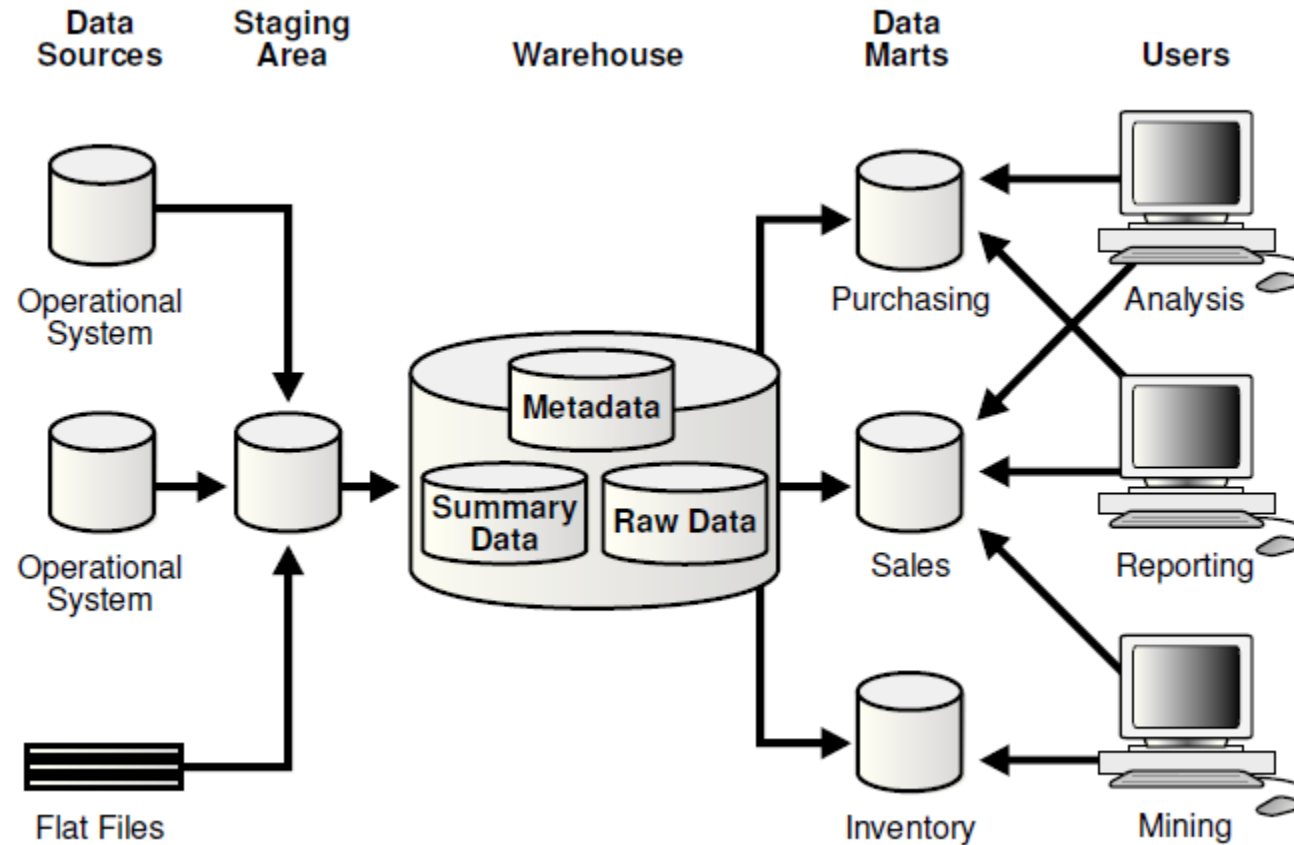 Data
Sources
Staging
Area
Warehouse
Data
Marts
Users
Operational
System
Purchasing
Analysis
Metadata
Summary
Data
Raw Data
Operational
System
Sales
Reporting
Flat Files
Inventory
Mining